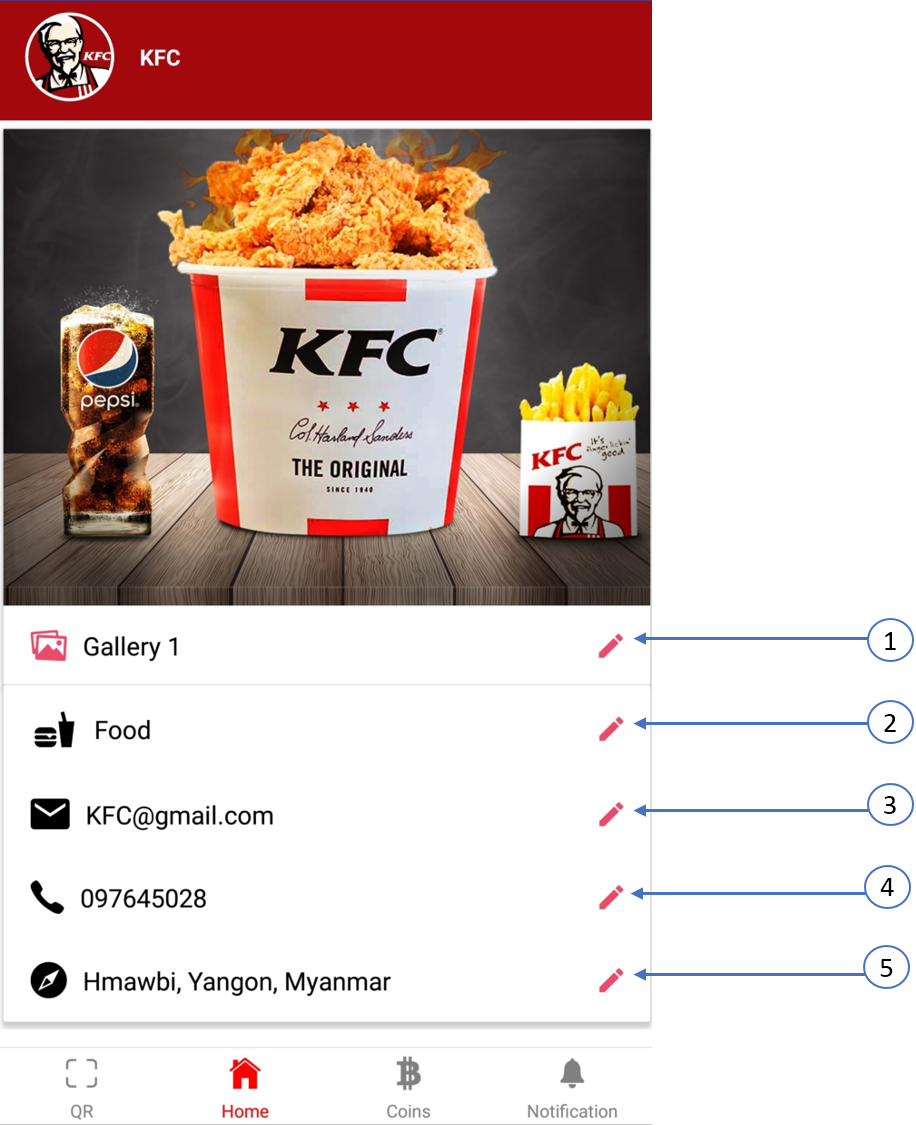 KFC
KFC
KFC
Col. Harland Sanders
THE ORIGINAL
SINCE 1940
pepsi
KFC
It's
finger lickin'
good
Gallery 1
1
Food
2
KFC@gmail.com
3
097645028
4
Hmawbi, Yangon, Myanmar
5
QR
Home
Coins
Notification